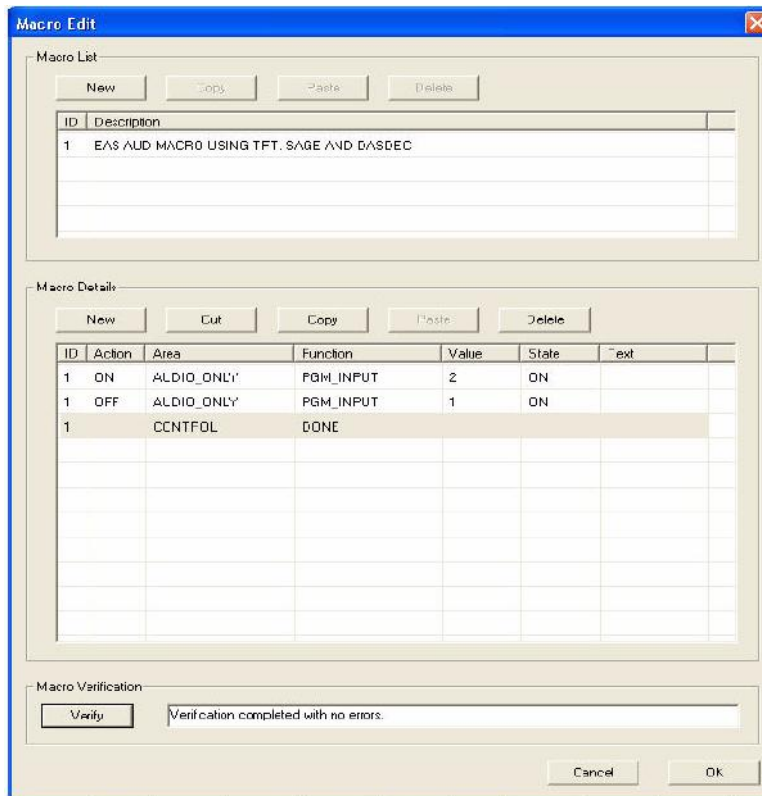 Macro Edit
Macro List
New Copy Paste Delete
ID Description
1 EAS AUD MACRO USING TFT, SAGE AND DASDEC
Macro Details
New Cut Copy Paste Delete
ID Action Area Function Value State Text
1 ON AUDIO_ONLY PGM_INPUT 2 ON
1 OFF AUDIO_ONLY PGM_INPUT 1 ON
1 CONTROL DONE
Macro Verification
Verify Verification completed with no errors.
Cancel OK